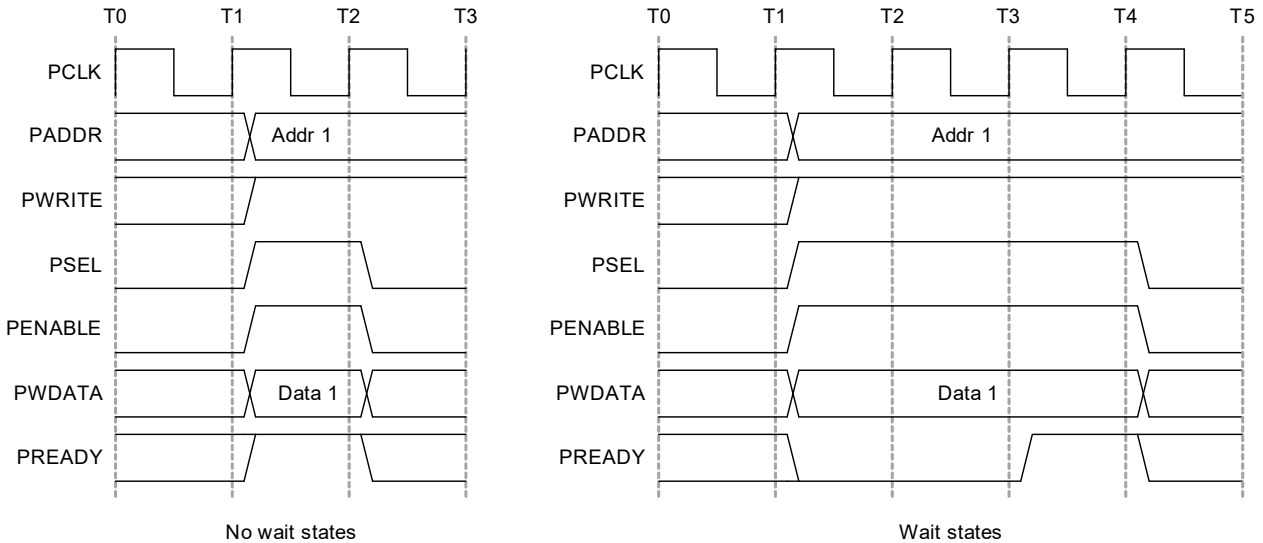 T0 T1 T2 T3
PCLK
PADDR Addr 1
PWRITE
PSEL
PENABLE
PWDATA Data 1
PREADY
No wait states
T0 T1 T2 T3 T4 T5
PCLK
PADDR Addr 1
PWRITE
PSEL
PENABLE
PWDATA Data 1
PREADY
Wait states